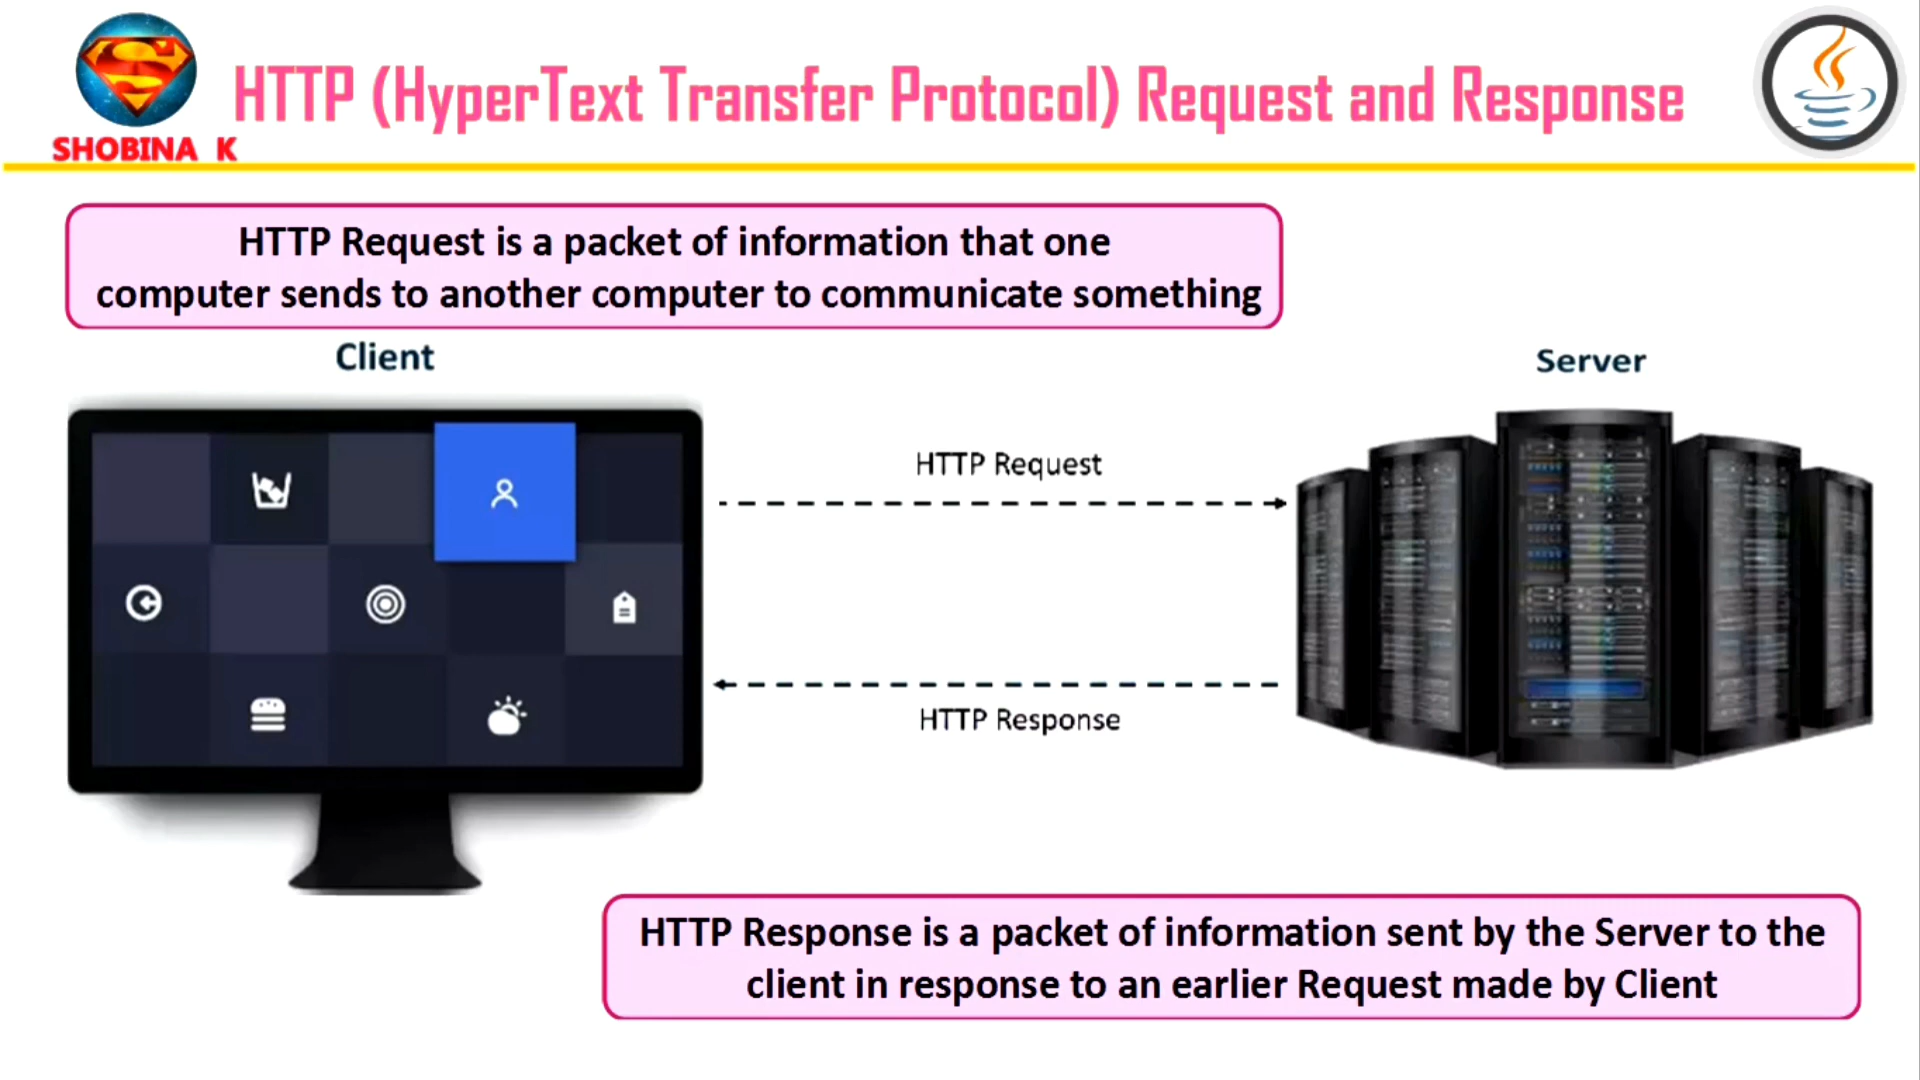 HTTP (HyperText Transfer Protocol) Request and Response
SHOBINA K
HTTP Request is a packet of information that one
computer sends to another computer to communicate something
Client
Server
HTTP Request
HTTP Response
HTTP Response is a packet of information sent by the Server to the
client in response to an earlier Request made by Client